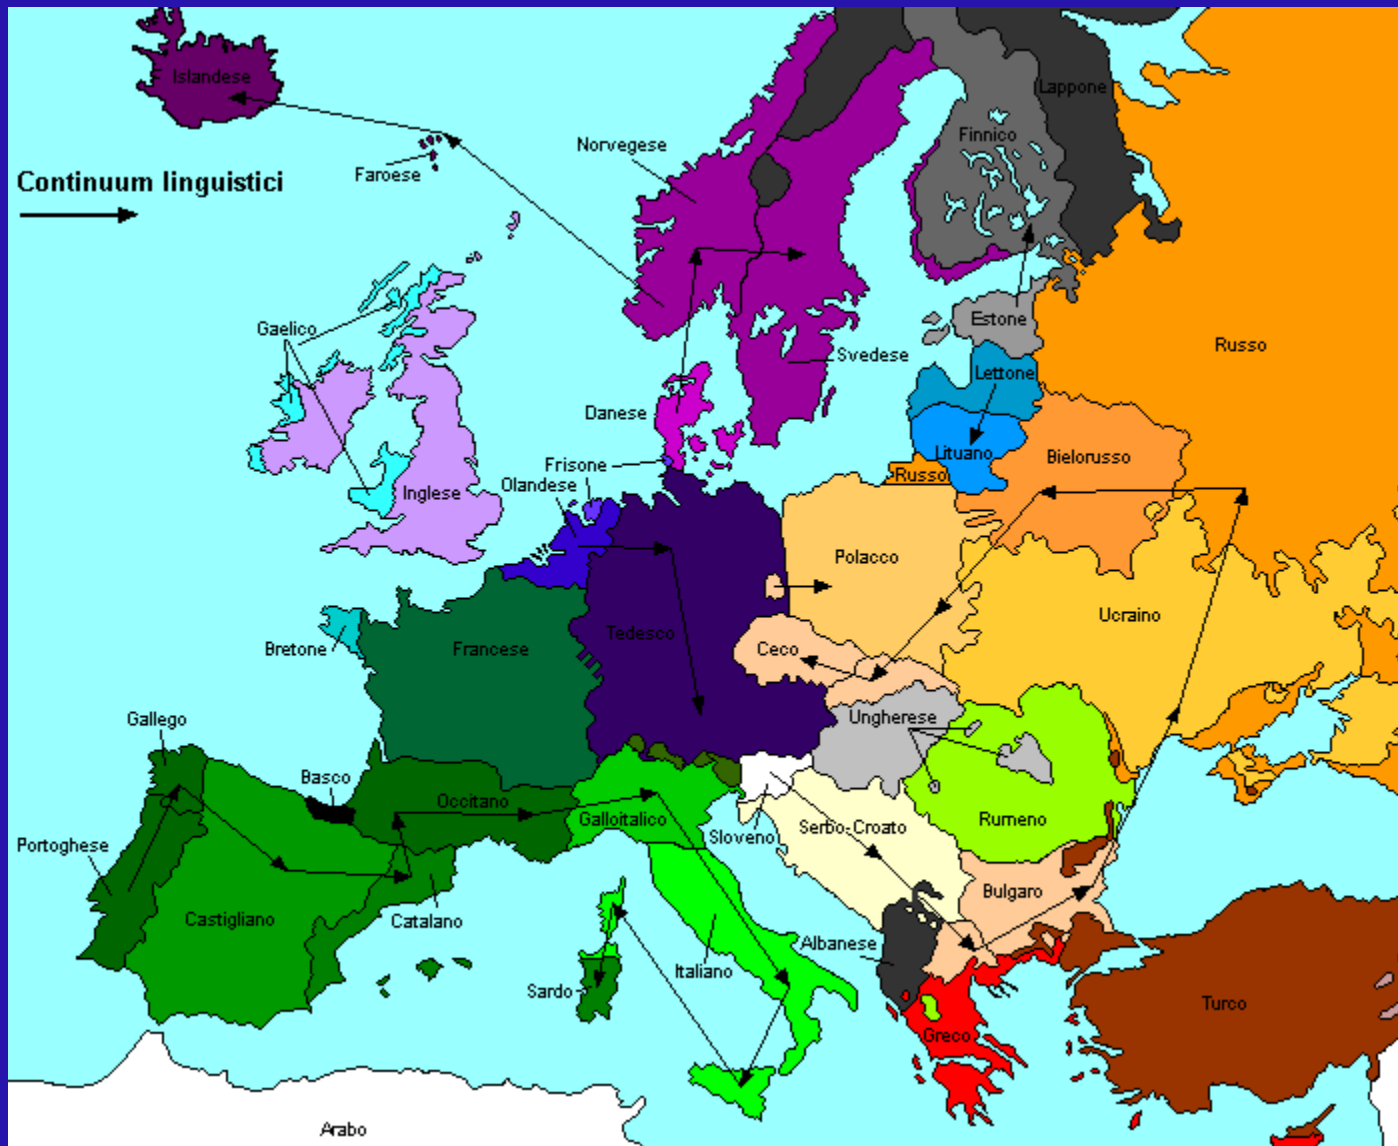 Islandese
Lappone
Finnico
Norvegese
Faroese
Continuum linguistici
Gaelico
Estone
Russo
Svedese
Lettone
Danese
Lituano
Bielorusso
Frisone
Russo
Olandese
Inglese
Polacco
Ucraino
Tedesco
Bretone
Francese
Ceco
Gallego
Ungherese
Basco
Occitano
Galloitalico
Rumeno
Serbo-Croato
Sloveno
Portoghese
Bulgaro
Castigliano
Catalano
Albanese
Italiano
Sardo
Turco
Greco
Arabo